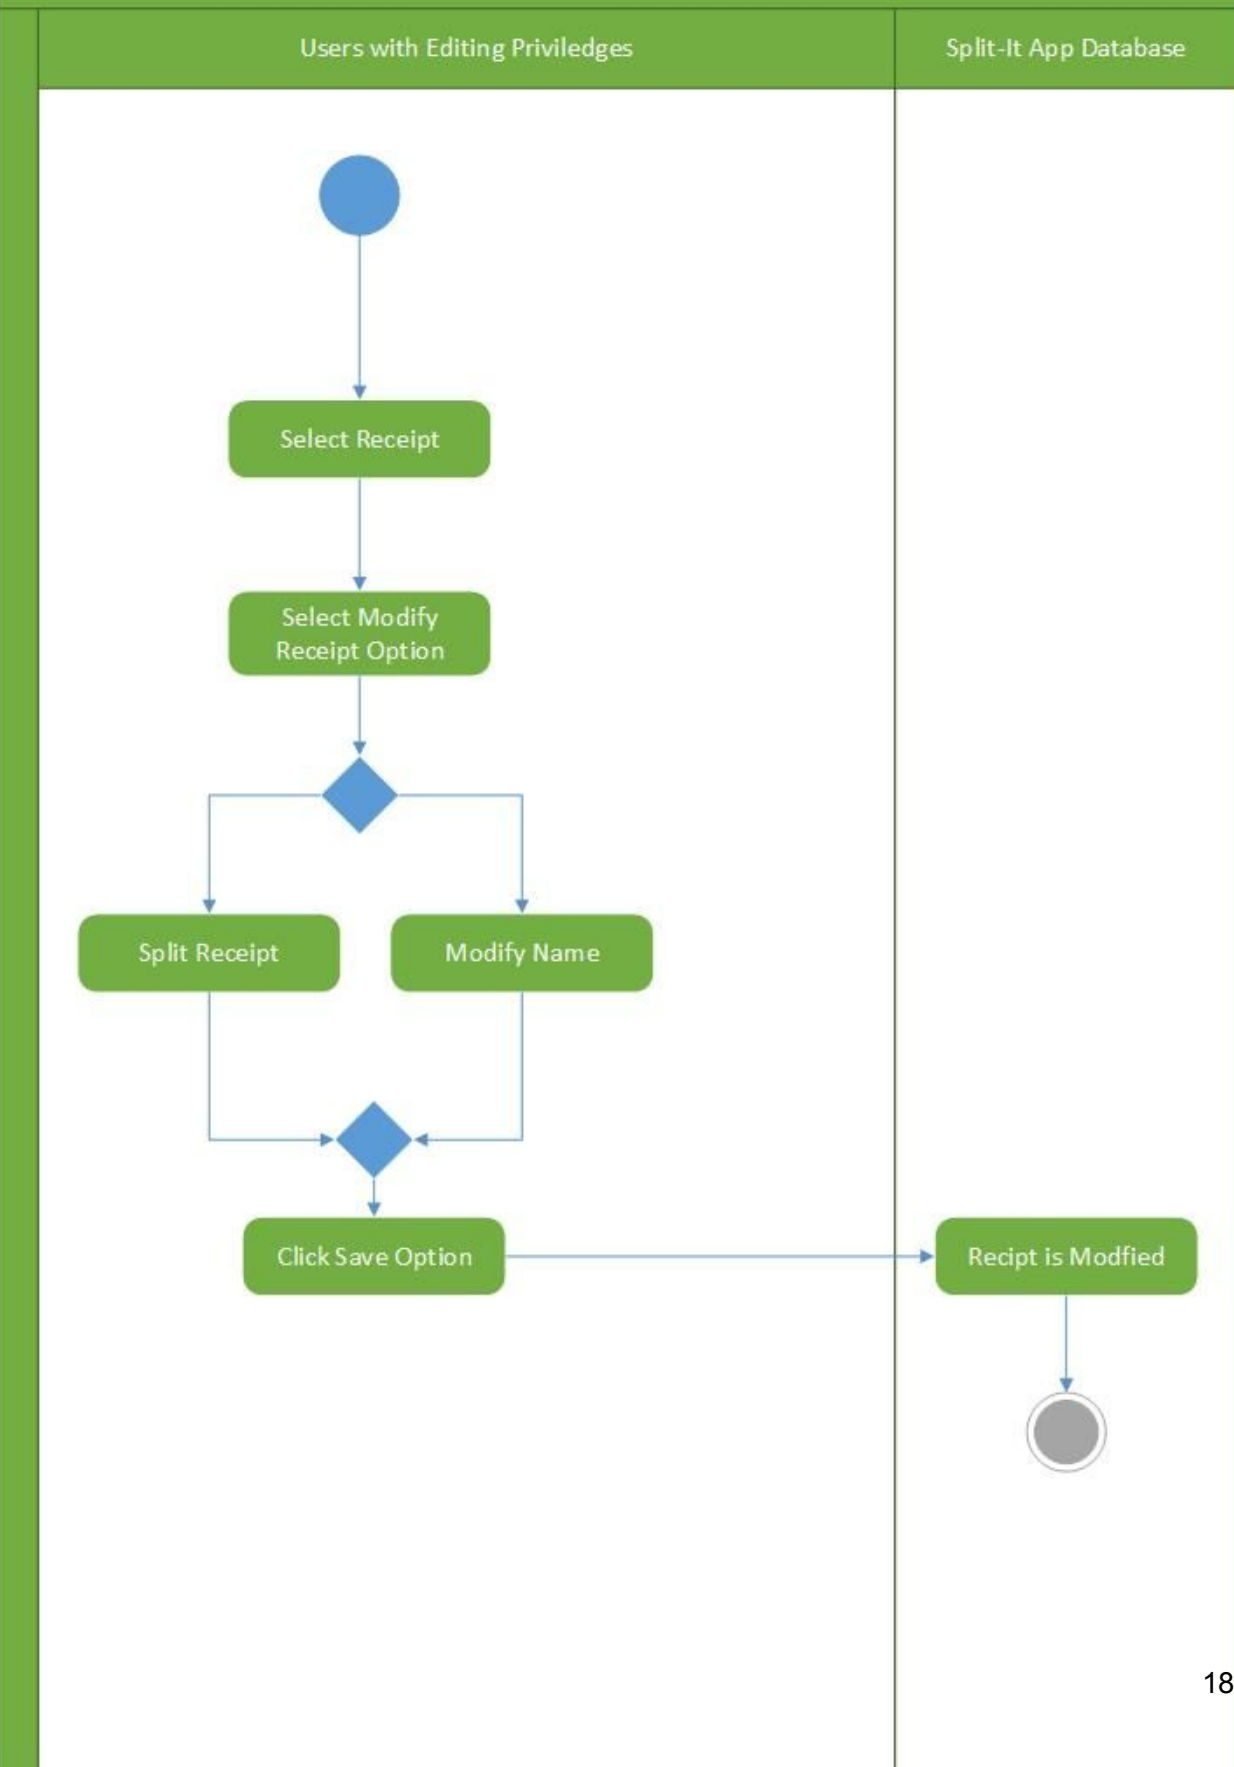 Users with Editing Priviledges
Split-It App Database
Select Receipt
Select Modify
Receipt Option
Split Receipt
Modify Name
Click Save Option
Recipt is Modfied
18